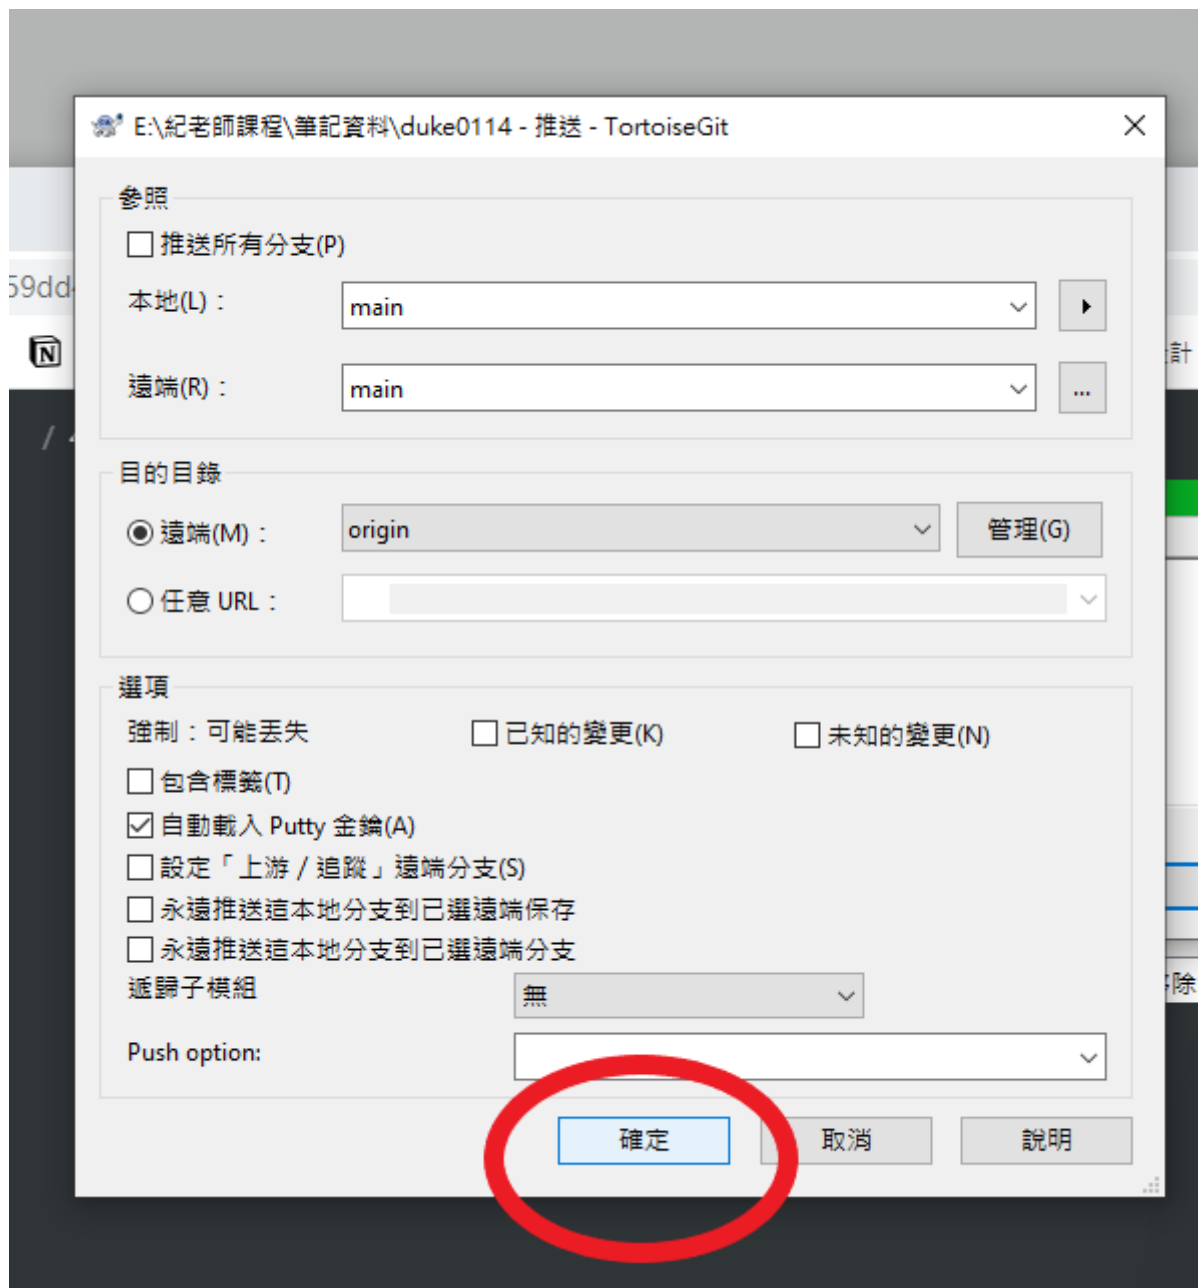 E:\紀老師課程\筆記資料\duke0114 - 推送 - TortoiseGit
參照
推送所有分支(P)
59dd
本地(L)： main
N
計
遠端(R)： main ...
/
目的目錄
遠端(M)： origin 管理(G)
任意 URL：
選項
強制：可能丟失 已知的變更(K) 未知的變更(N)
包含標籤(T)
自動載入 Putty 金鑰(A)
設定「上游 / 追蹤」遠端分支(S)
永遠推送這本地分支到已選遠端保存
永遠推送這本地分支到已選遠端分支
遞歸子模組 無
除
Push option:
確定 取消 說明